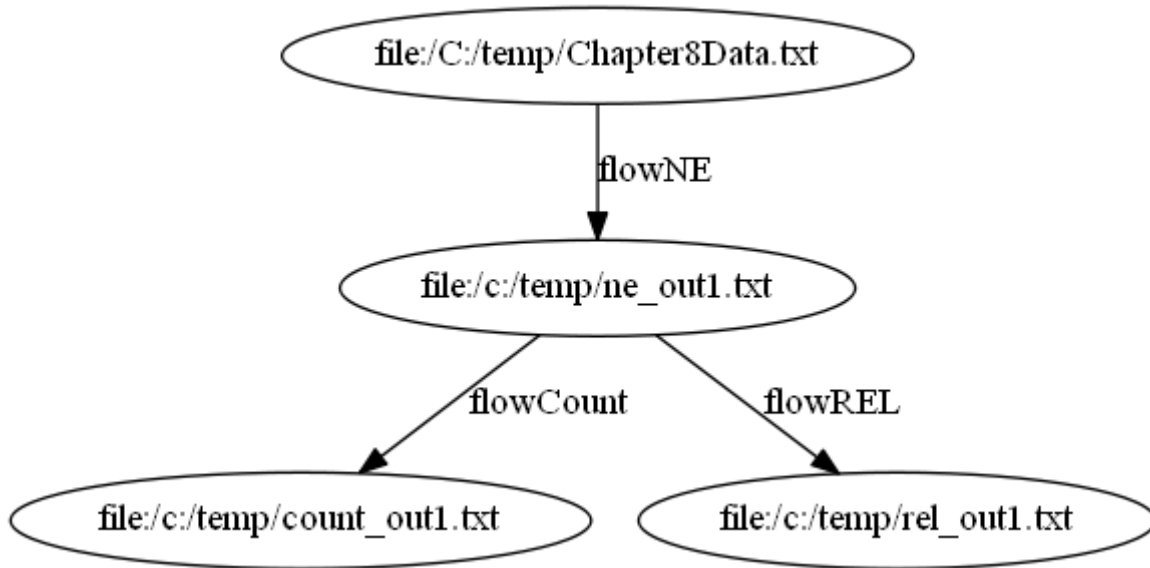 file:/C:/temp/Chapter8Data.txt
flowNE
file:/c:/temp/ne_out1.txt
flowCount
flowREL
file:/c:/temp/count_out1.txt
file:/c:/temp/rel_out1.txt